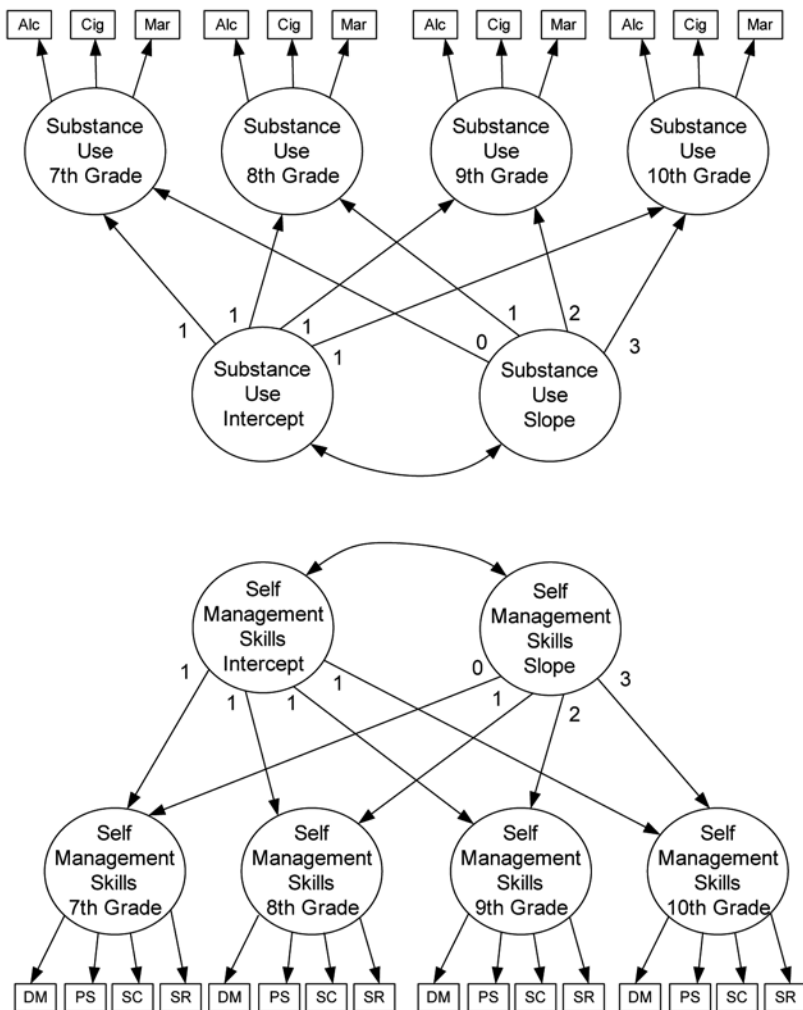 Alc Cig Mar Alc Cig Mar Alc Cig Mar Alc Cig Mar
Substance Use 7th Grade
Substance Use 8th Grade
Substance Use 9th Grade
Substance Use 10th Grade
1 1 1 1 0 1 2 3
Substance Use Intercept
Substance Use Slope
Self Management Skills Intercept
Self Management Skills Slope
1 1 1 1 0 1 2 3
Self Management Skills 7th Grade
Self Management Skills 8th Grade
Self Management Skills 9th Grade
Self Management Skills 10th Grade
DM PS SC SR DM PS SC SR DM PS SC SR DM PS SC SR